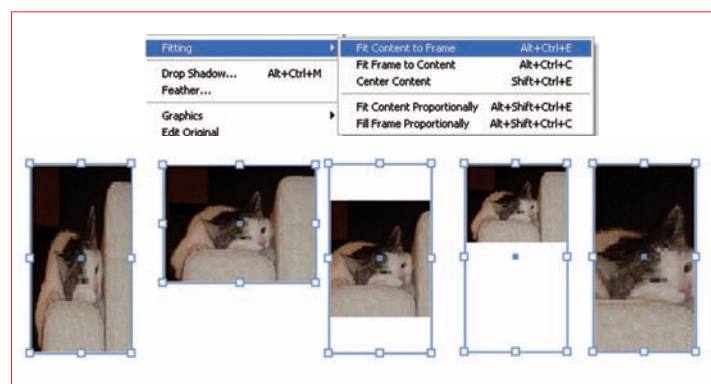 Fitting
Drop Shadow... Alt+Ctrl+M
Feather...
Graphics
Edit Original
Fit Content to Frame Alt+Ctrl+E
Fit Frame to Content Alt+Ctrl+C
Center Content Shift+Ctrl+E
Fit Content Proportionally Alt+Shift+Ctrl+E
Fill Frame Proportionally Alt+Shift+Ctrl+C